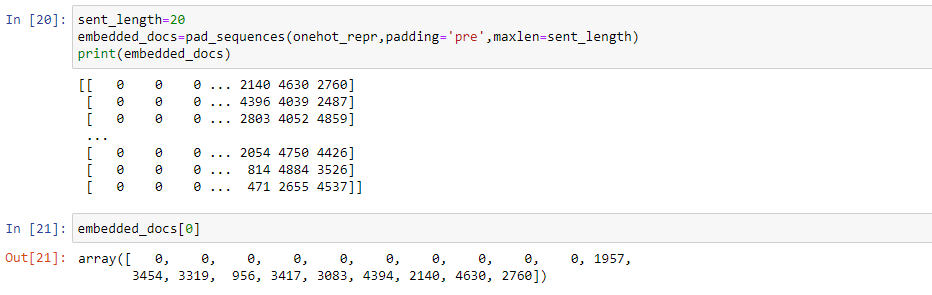 In [20]: sent_length=20
embedded_docs=pad_sequences(onehot_repr,padding='pre',maxlen=sent_length)
print(embedded_docs)
[[   0    0    0 ... 2140 4630 2760]
 [   0    0    0 ... 4396 4039 2487]
 [   0    0    0 ... 2803 4052 4859]
 ...
 [   0    0    0 ... 2054 4750 4426]
 [   0    0    0 ...  814 4884 3526]
 [   0    0    0 ...  471 2655 4537]]
In [21]: embedded_docs[0]
Out[21]: array([   0,    0,    0,    0,    0,    0,    0,    0,    0,    0, 1957,
       3454, 3319,  956, 3417, 3083, 4394, 2140, 4630, 2760])